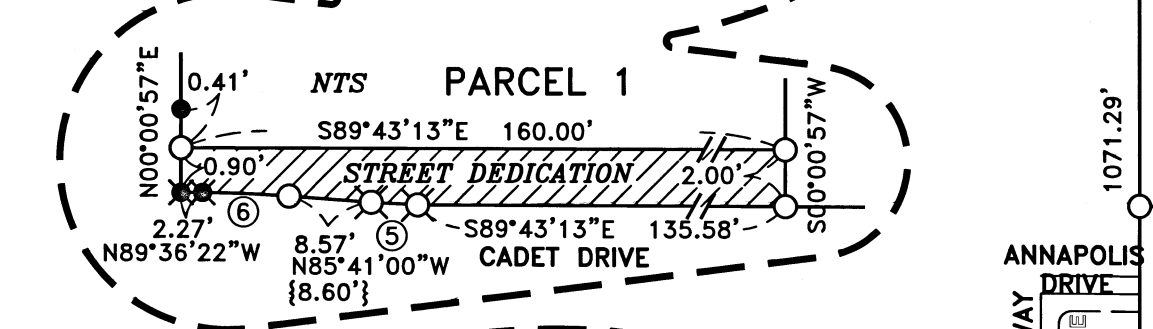 N00°00'57"E
0.41'
NTS
PARCEL 1
S89°43'13"E 160.00'
0.90'
STREET DEDICATION
2.00'
S00°00'57"W
2.27'
N89°36'22"W
6
8.57'
N85°41'00"W
{8.60'}
5
S89°43'13"E 135.58'
CADET DRIVE
1071.29'
ANNAPOLIS
DRIVE
WAY
E